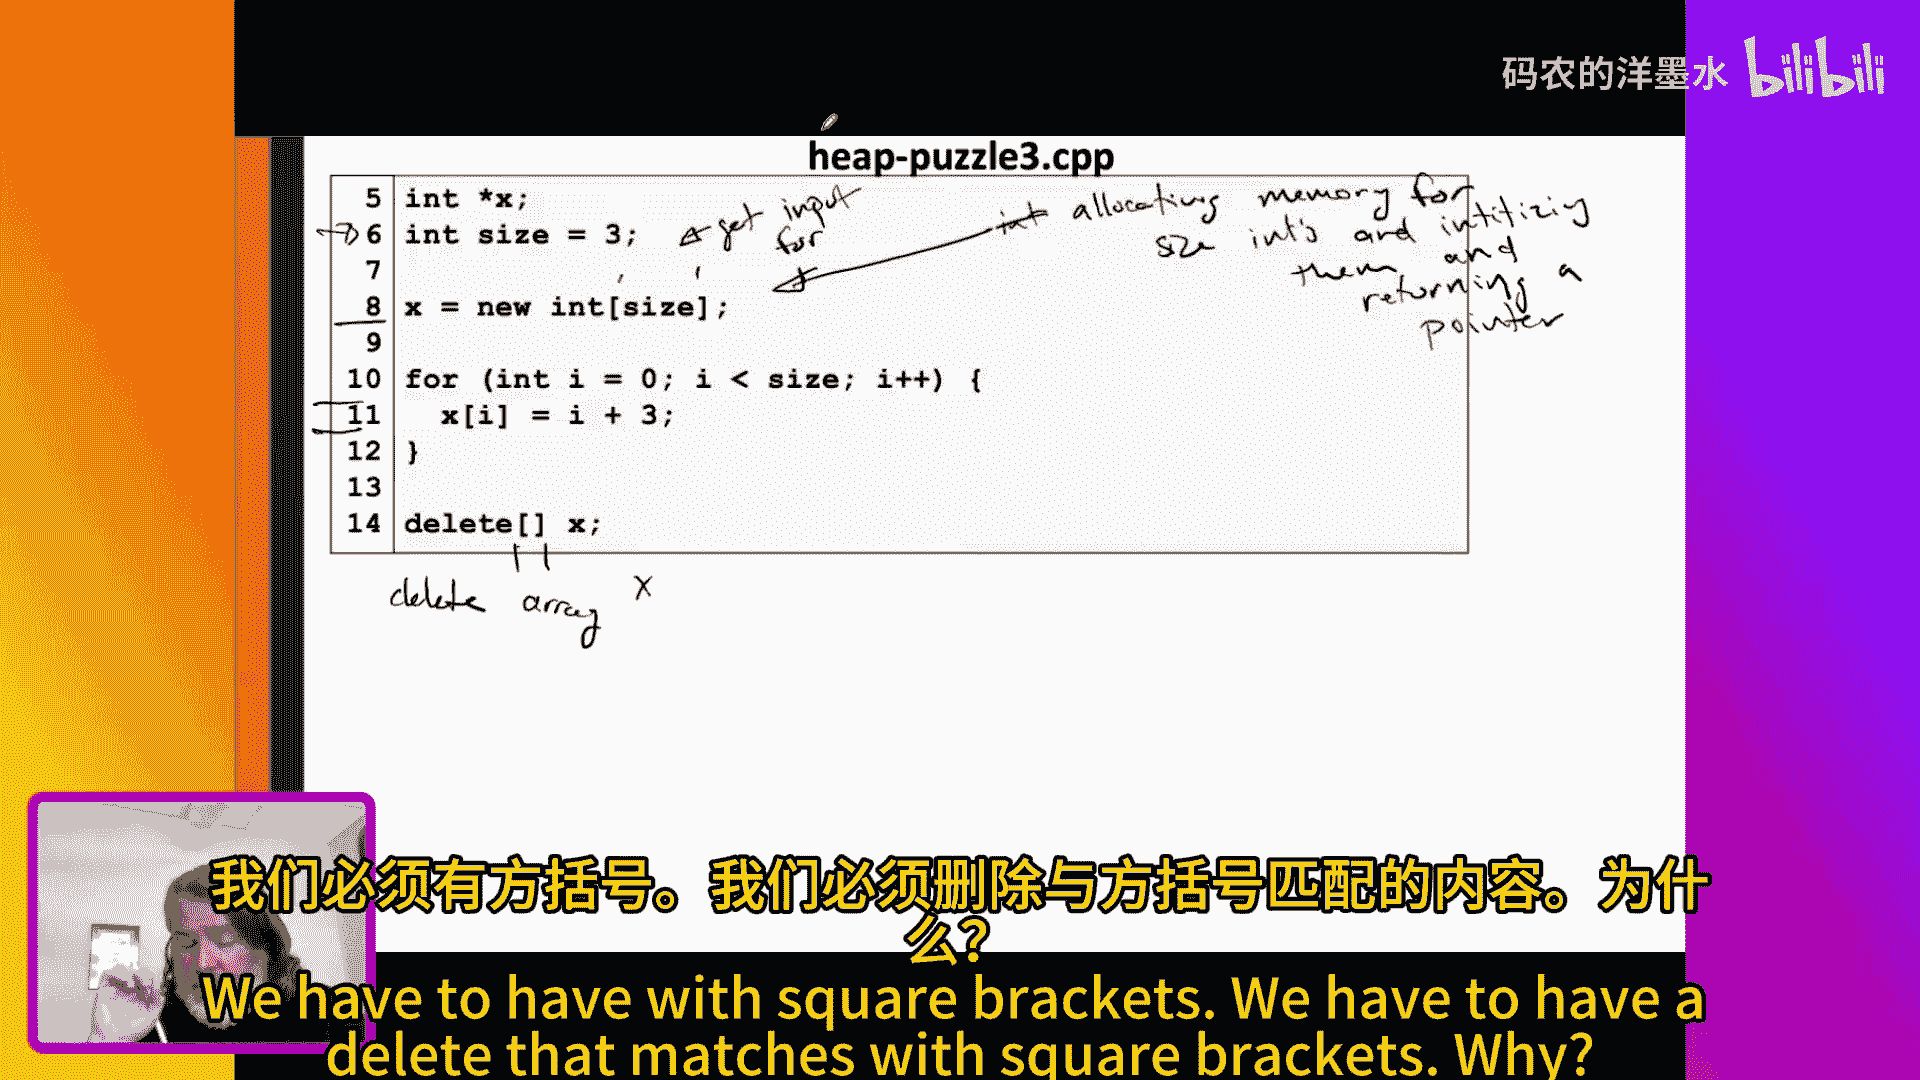 码农的洋墨水 bilibili
heap-puzzle3.cpp
5 int *x;
6 int size = 3;
7
8 x = new int[size];
9
10 for (int i = 0; i < size; i++) {
11 x[i] = i + 3;
12 }
13
14 delete[] x;
get input
for
int allocating memory for
size int's and intitiziy
them and
returning a
pointer
delete array x
我们必须有方括号。我们必须删除与方括号匹配的内容。为什
么?
We have to have with square brackets. We have to have a
delete that matches with square brackets. Why?